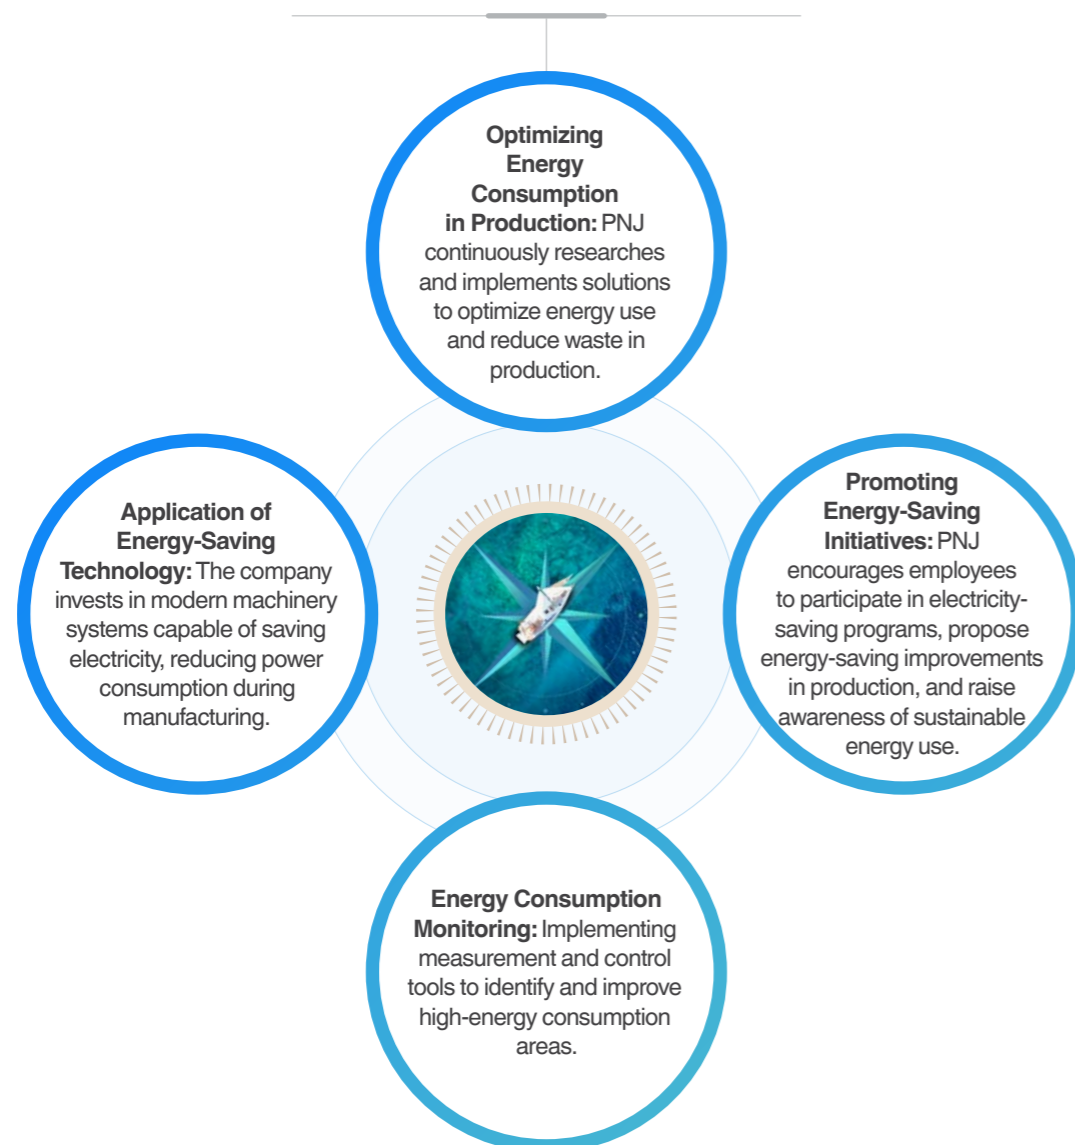 Optimizing
Energy
Consumption
in Production: PNJ
continuously researches
and implements solutions
to optimize energy use
and reduce waste in
production.
Application of
Energy-Saving
Technology: The company
invests in modern machinery
systems capable of saving
electricity, reducing power
consumption during
manufacturing.
Promoting
Energy-Saving
Initiatives: PNJ
encourages employees
to participate in electricity-
saving programs, propose
energy-saving improvements
in production, and raise
awareness of sustainable
energy use.
Energy Consumption
Monitoring: Implementing
measurement and control
tools to identify and improve
high-energy consumption
areas.